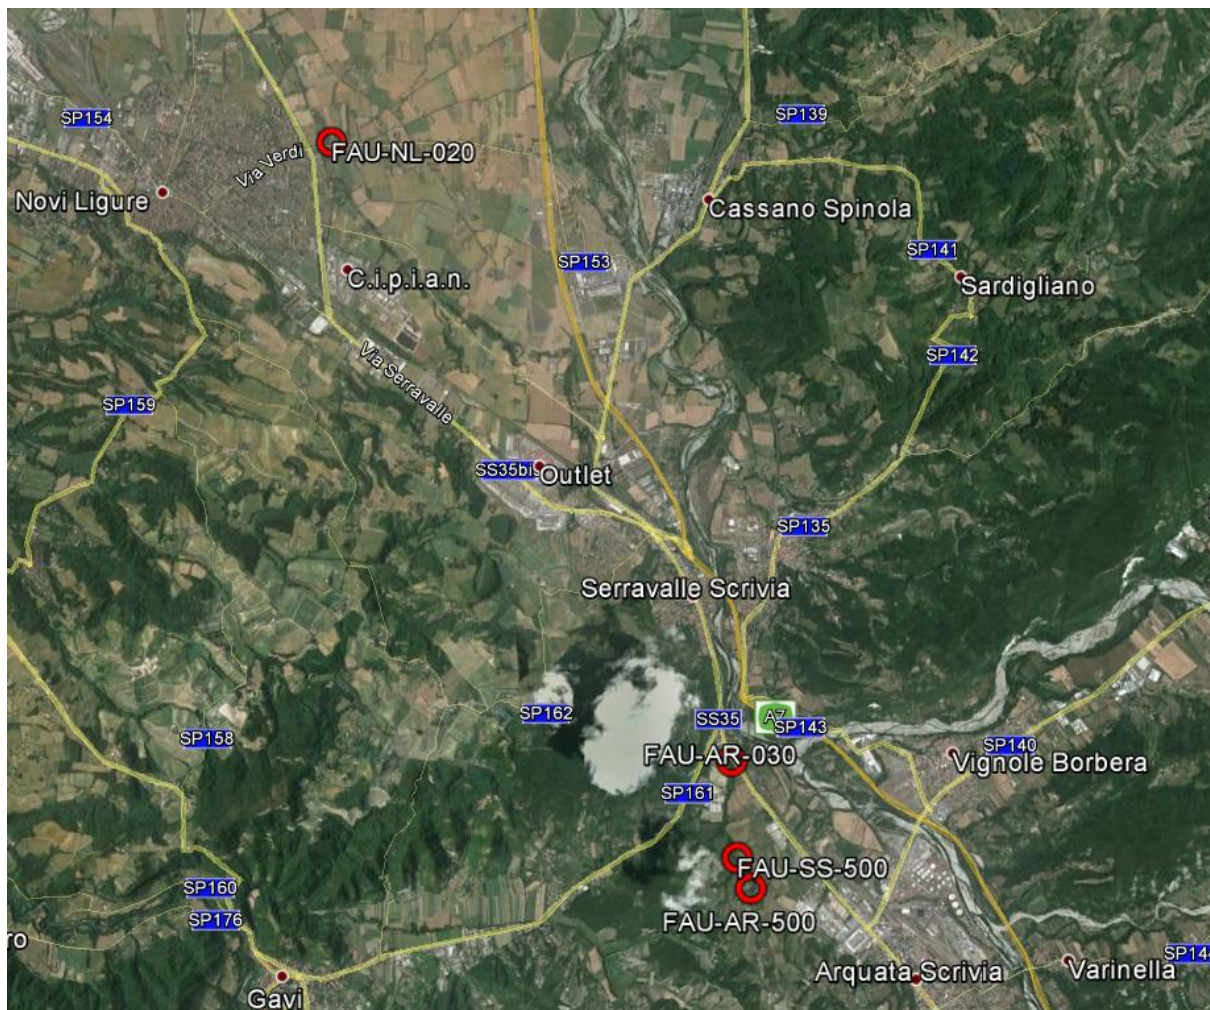 SP154
SP139
Via Verdi
FAU-NL-020
Novi Ligure
Cassano Spinola
SP141
SP153
C.i.p.i.a.n.
Sardigliano
SP142
Via Serravalle
SP159
SS35bis
Outlet
SP135
Serravalle Scrivia
SP162
SS35
A7
SP143
SP158
SP140
FAU-AR-030
Vignole Borbera
SP161
FAU-SS-500
SP160
SP176
FAU-AR-500
ro
SP144
Arquata Scrivia
Varinella
Gavi